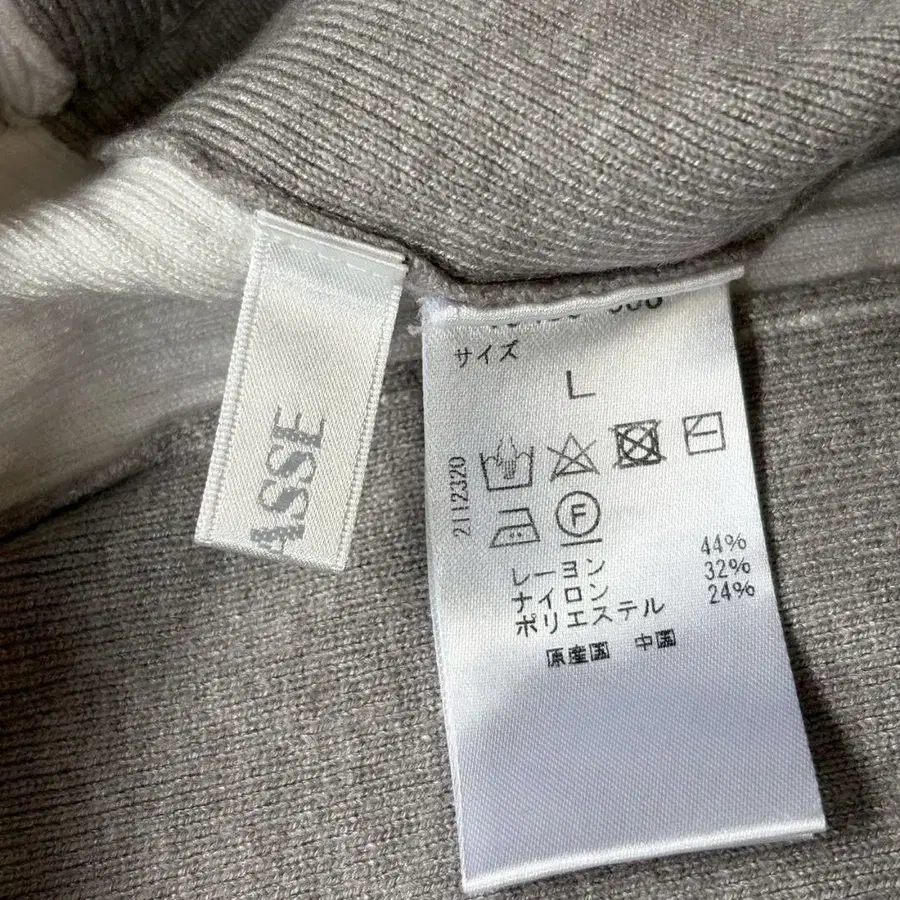 ASSE
サイズ
L
2112320
F
レーヨン 44%
ナイロン 32%
ポリエステル 24%
原産国 中国